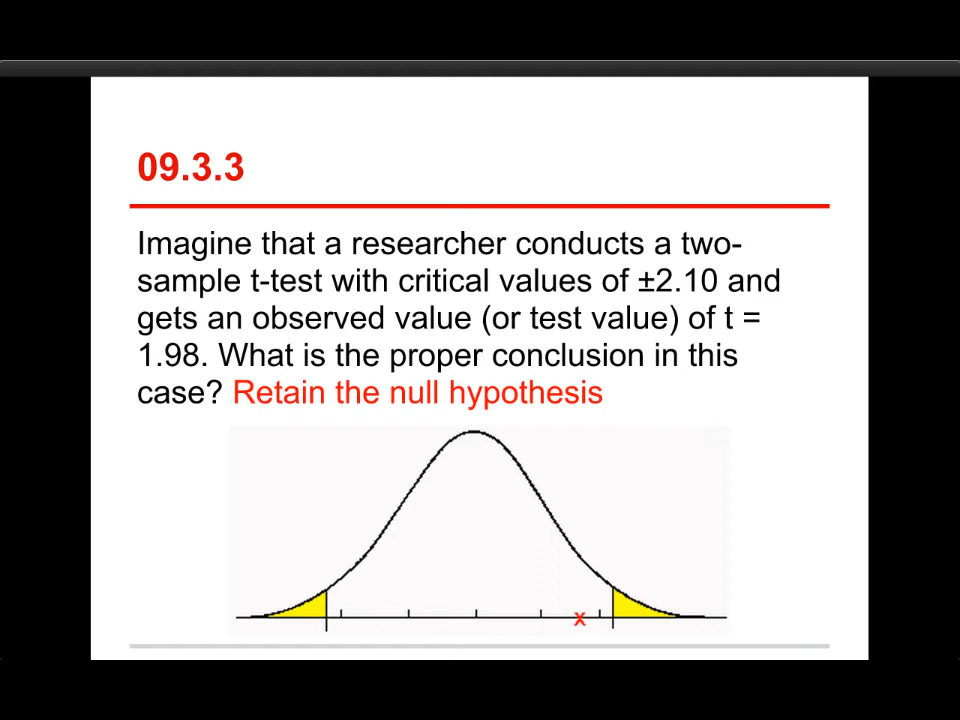 09.3.3
Imagine that a researcher conducts a two-
sample t-test with critical values of ±2.10 and
gets an observed value (or test value) of t =
1.98. What is the proper conclusion in this
case? Retain the null hypothesis
x